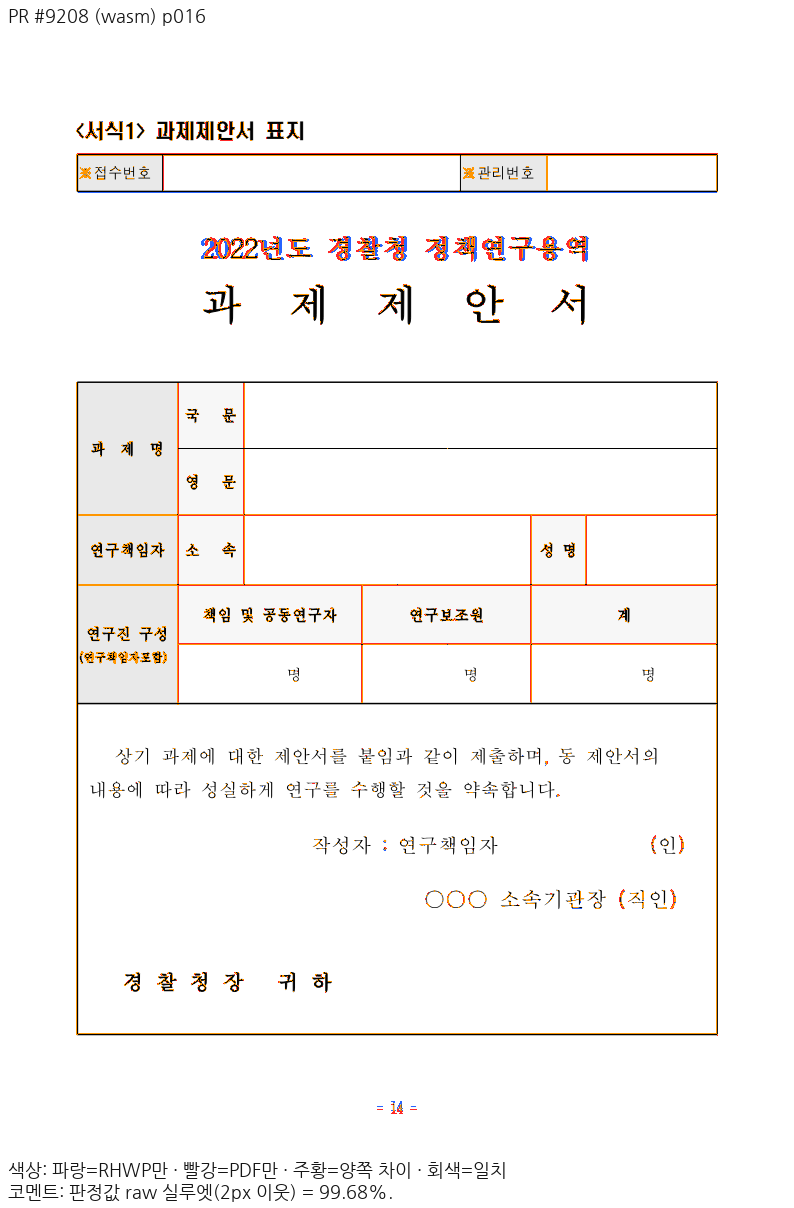 PR #9208 (wasm) p016
<서식1> 과제제안서 표지
※접수번호 ※관리번호
2022년도 경찰청 정책연구용역
과 제 제 안 서
과 제 명 국 문
영 문
연구책임자 소 속 성 명
연구진 구성 책임 및 공동연구자 연구보조원 계
(연구책임자포함)
명 명 명
상기 과제에 대한 제안서를 붙임과 같이 제출하며, 동 제안서의
내용에 따라 성실하게 연구를 수행할 것을 약속합니다.
작성자 : 연구책임자 (인)
○○○ 소속기관장 (직인)
경 찰 청 장 귀 하
= 14 =
색상: 파랑=RHWP만 · 빨강=PDF만 · 주황=양쪽 차이 · 회색=일치
코멘트: 판정값 raw 실루엣(2px 이웃) = 99.68%.